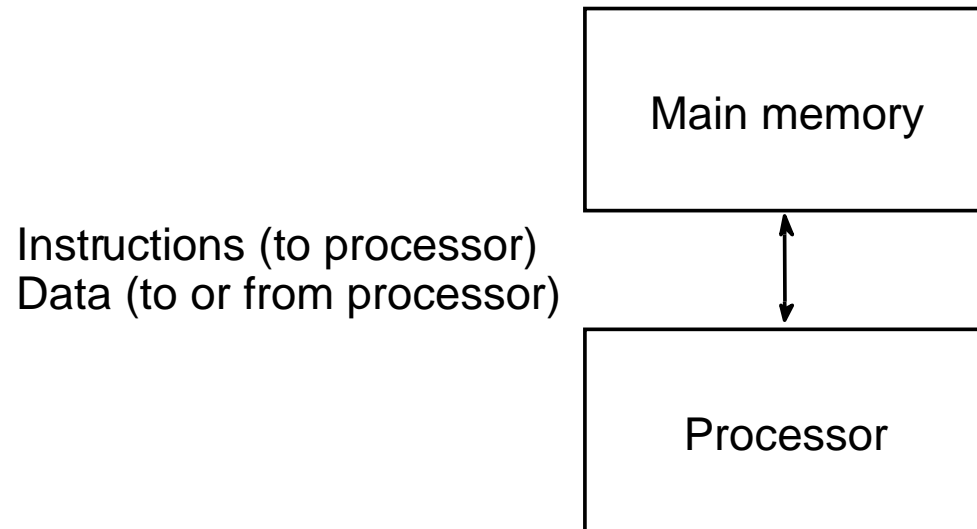 Main memory
Instructions (to processor)
Data (to or from processor)
Processor